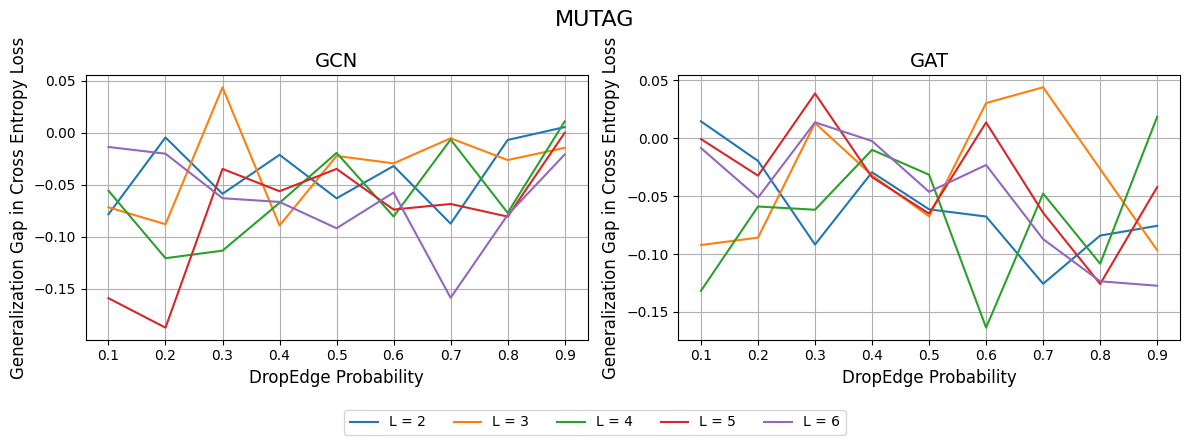 MUTAG
GCN
Generalization Gap in Cross Entropy Loss
0.05
0.00
−0.05
−0.10
−0.15
0.1 0.2 0.3 0.4 0.5 0.6 0.7 0.8 0.9
DropEdge Probability
GAT
Generalization Gap in Cross Entropy Loss
0.05
0.00
−0.05
−0.10
−0.15
0.1 0.2 0.3 0.4 0.5 0.6 0.7 0.8 0.9
DropEdge Probability
L = 2 L = 3 L = 4 L = 5 L = 6